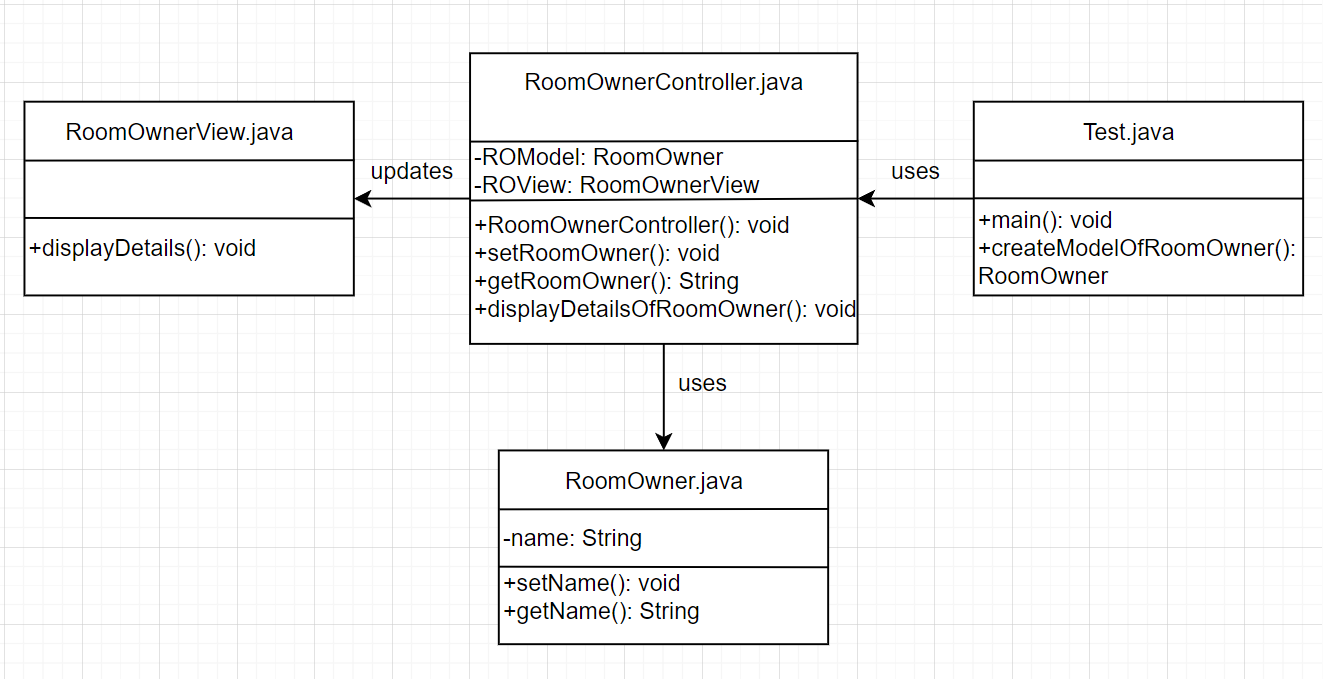 RoomOwnerView.java
+displayDetails(): void
updates
RoomOwnerController.java
-ROModel: RoomOwner
-ROView: RoomOwnerView
+RoomOwnerController(): void
+setRoomOwner(): void
+getRoomOwner(): String
+displayDetailsOfRoomOwner(): void
uses
Test.java
+main(): void
+createModelOfRoomOwner():
RoomOwner
uses
RoomOwner.java
-name: String
+setName(): void
+getName(): String